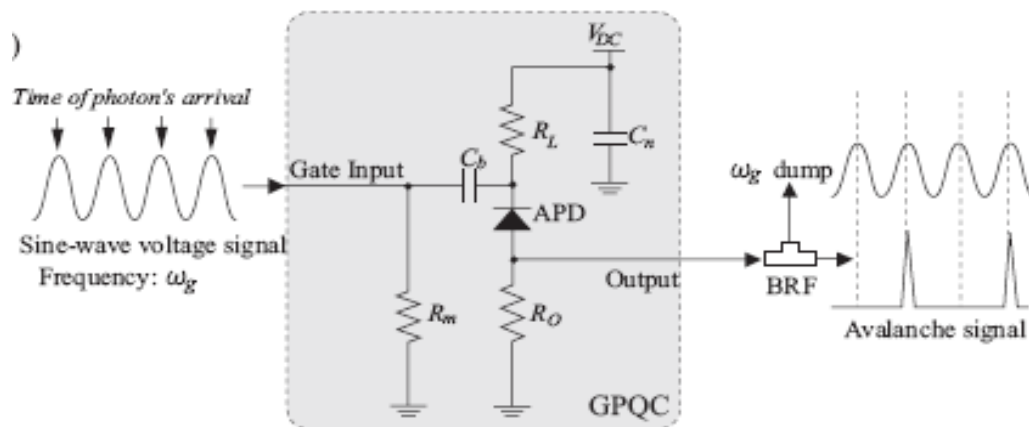 )
Time of photon's arrival
Sine-wave voltage signal
Frequency: ω_g
Gate Input
V_DC
R_L
C_n
C_b
APD
R_m
R_O
Output
GPQC
ω_g dump
BRF
Avalanche signal